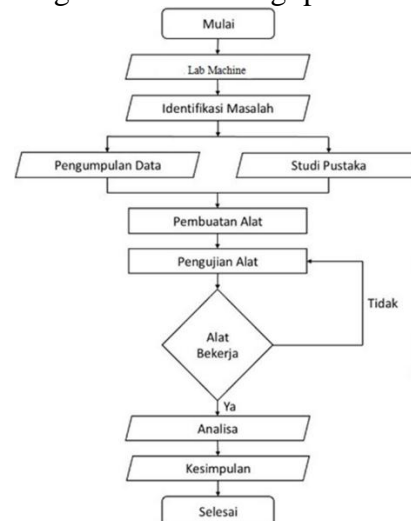 Mulai
Lab Machine
Identifikasi Masalah
Pengumpulan Data
Studi Pustaka
Pembuatan Alat
Pengujian Alat
Tidak
Alat
Bekerja
Ya
Analisa
Kesimpulan
Selesai